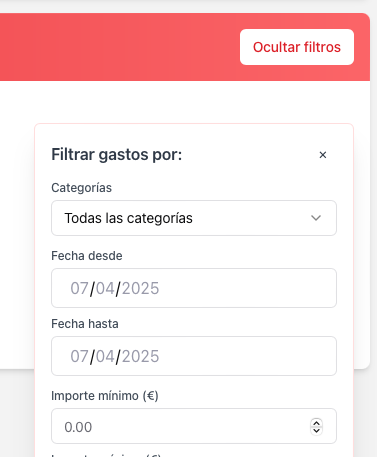 Ocultar filtros
Filtrar gastos por:
×
Categorías
Todas las categorías
Fecha desde
07/04/2025
Fecha hasta
07/04/2025
Importe mínimo (€)
0.00